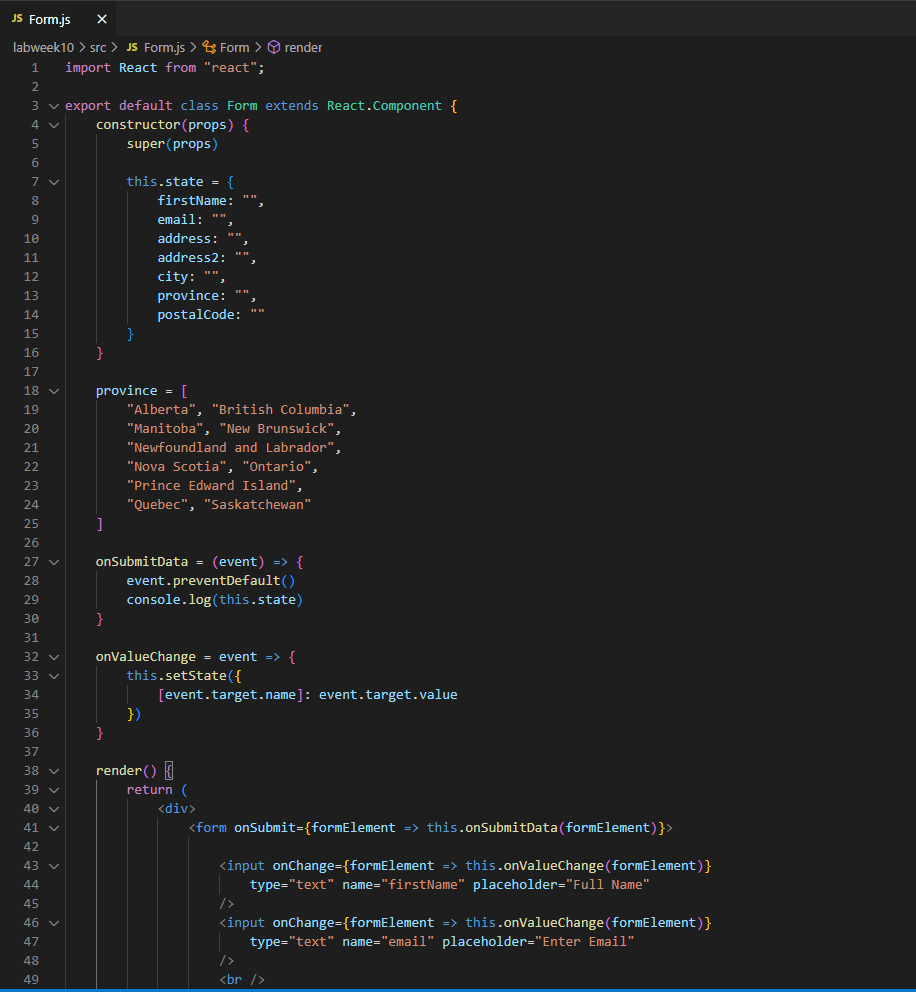 JS Form.js ×
labweek10 > src > JS Form.js > Form > render
1 import React from "react";
2
3 export default class Form extends React.Component {
4 constructor(props) {
5 super(props)
6
7 this.state = {
8 firstName: "",
9 email: "",
10 address: "",
11 address2: "",
12 city: "",
13 province: "",
14 postalCode: ""
15 }
16 }
17
18 province = [
19 "Alberta", "British Columbia",
20 "Manitoba", "New Brunswick",
21 "Newfoundland and Labrador",
22 "Nova Scotia", "Ontario",
23 "Prince Edward Island",
24 "Quebec", "Saskatchewan"
25 ]
26
27 onSubmitData = (event) => {
28 event.preventDefault()
29 console.log(this.state)
30 }
31
32 onValueChange = event => {
33 this.setState({
34 [event.target.name]: event.target.value
35 })
36 }
37
38 render() {
39 return (
40 <div>
41 <form onSubmit={formElement => this.onSubmitData(formElement)}>
42
43 <input onChange={formElement => this.onValueChange(formElement)}
44 type="text" name="firstName" placeholder="Full Name"
45 />
46 <input onChange={formElement => this.onValueChange(formElement)}
47 type="text" name="email" placeholder="Enter Email"
48 />
49 <br />